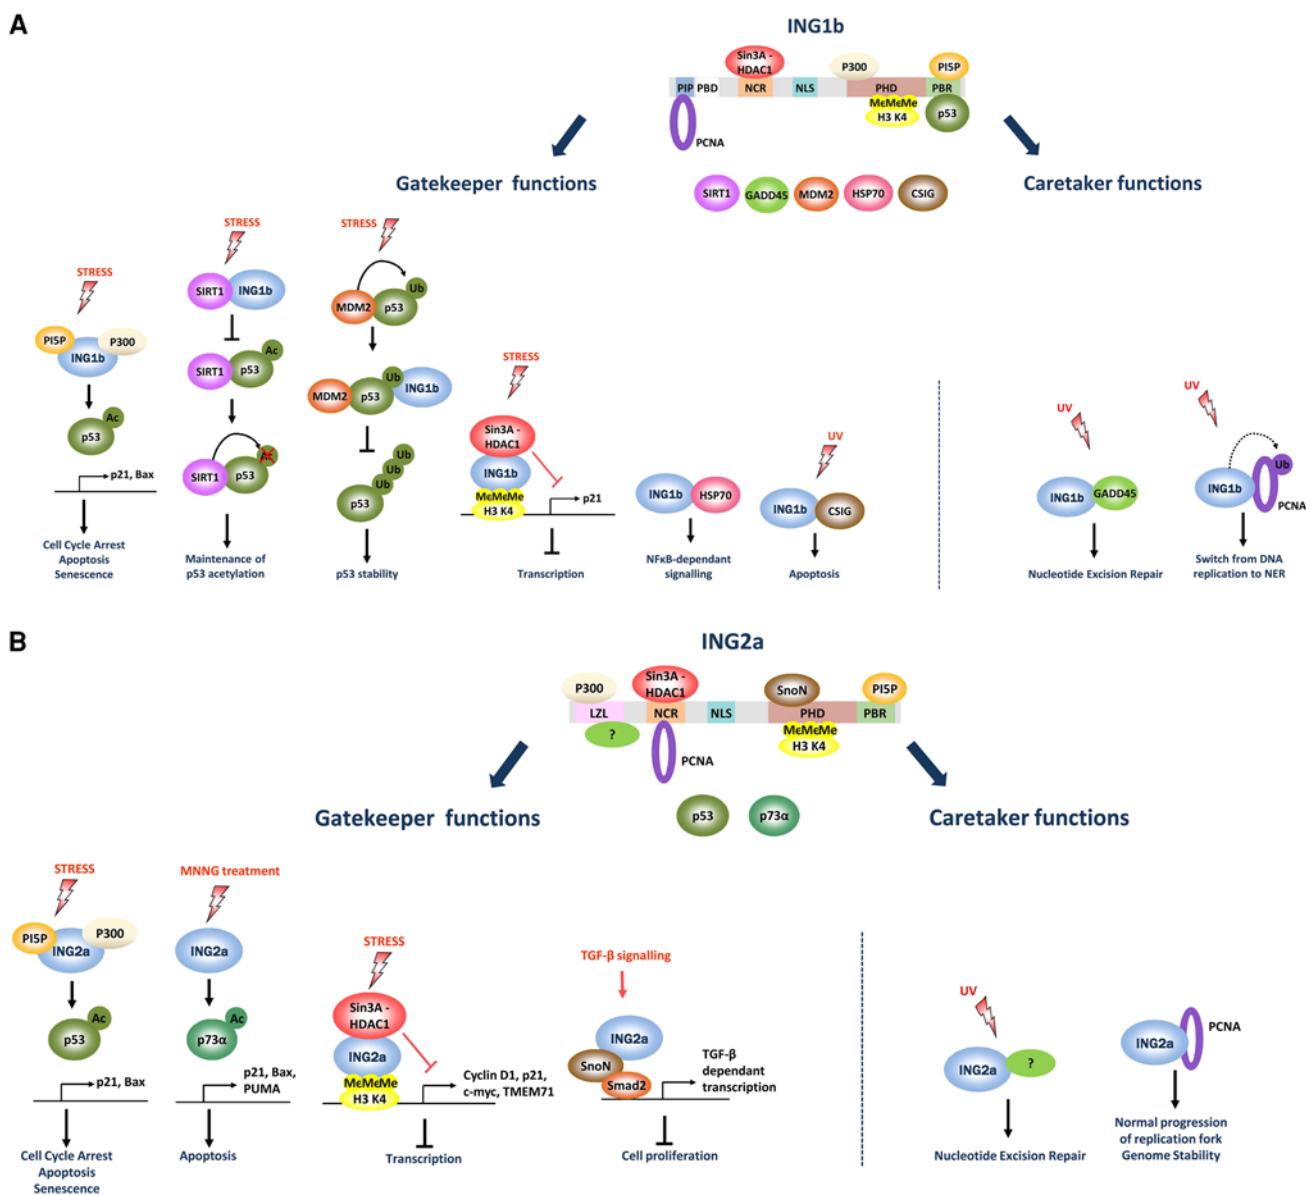 A
ING1b
Sin3A -
HDAC1
P300
PI5P
PIP
PBD
NCR
NLS
PHD
PBR
MeMeMe
H3 K4
p53
PCNA
Gatekeeper functions
Caretaker functions
SIRT1
GADD45
MDM2
HSP70
CSIG
STRESS
PI5P
P300
ING1b
Ac
p53
p21, Bax
Cell Cycle Arrest
Apoptosis
Senescence
STRESS
SIRT1
ING1b
Ac
SIRT1
p53
Ac
SIRT1
p53
Maintenance of
p53 acetylation
STRESS
Ub
MDM2
p53
Ub
MDM2
p53
ING1b
Ub
Ub
Ub
p53
p53 stability
STRESS
Sin3A -
HDAC1
ING1b
MeMeMe
H3 K4
p21
Transcription
ING1b
HSP70
NFκB-dependant
signalling
UV
ING1b
CSIG
Apoptosis
UV
ING1b
GADD45
Nucleotide Excision Repair
UV
Ub
ING1b
PCNA
Switch from DNA
replication to NER
B
ING2a
P300
Sin3A -
HDAC1
SnoN
PI5P
LZL
NCR
NLS
PHD
PBR
?
MeMeMe
H3 K4
PCNA
Gatekeeper functions
Caretaker functions
p53
p73α
STRESS
PI5P
P300
ING2a
Ac
p53
p21, Bax
Cell Cycle Arrest
Apoptosis
Senescence
MNNG treatment
ING2a
Ac
p73α
p21, Bax,
PUMA
Apoptosis
STRESS
Sin3A -
HDAC1
ING2a
MeMeMe
H3 K4
Cyclin D1, p21,
c-myc, TMEM71
Transcription
TGF-β signalling
ING2a
SnoN
Smad2
TGF-β
dependant
transcription
Cell proliferation
UV
ING2a
?
Nucleotide Excision Repair
ING2a
PCNA
Normal progression
of replication fork
Genome Stability